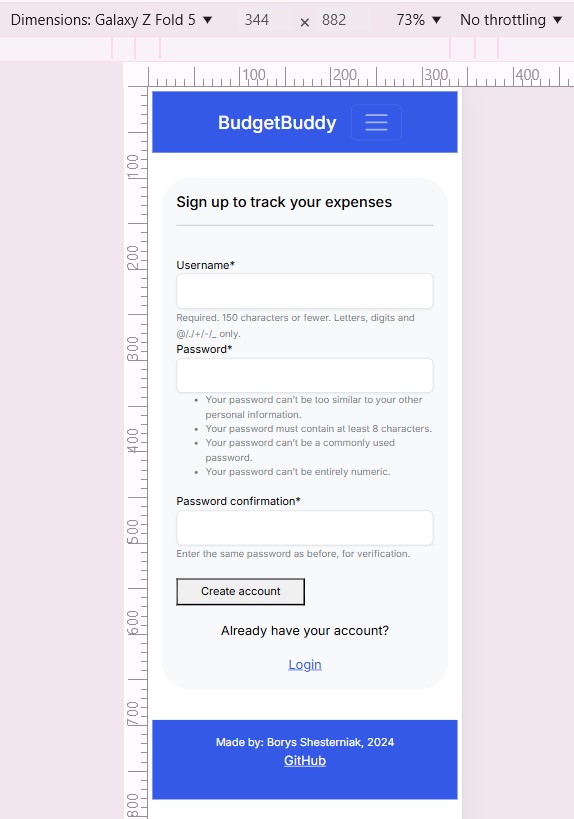 Dimensions: Galaxy Z Fold 5 ▼ 344 × 882 73% ▼ No throttling ▼
100 200 300 400
100
200
300
400
500
600
700
800
BudgetBuddy
Sign up to track your expenses
Username*
Required. 150 characters or fewer. Letters, digits and
@/./+/-/_ only.
Password*
• Your password can't be too similar to your other
personal information.
• Your password must contain at least 8 characters.
• Your password can't be a commonly used
password.
• Your password can't be entirely numeric.
Password confirmation*
Enter the same password as before, for verification.
Create account
Already have your account?
Login
Made by: Borys Shesterniak, 2024
GitHub